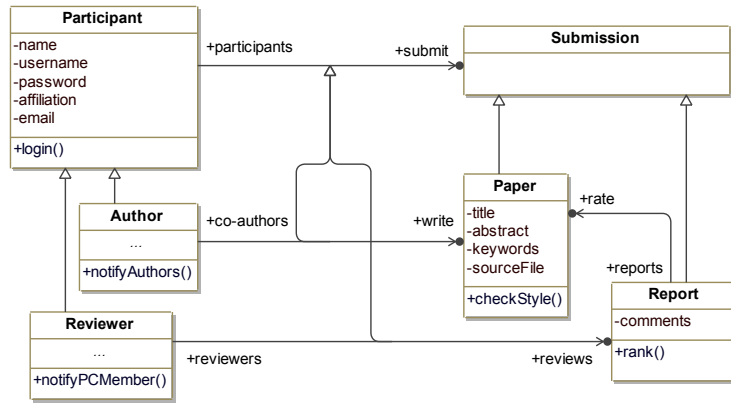 Participant
-name
-username
-password
-affiliation
-email
+login()
+participants
+submit
Submission
Author
...
+notifyAuthors()
+co-authors
+write
Paper
-title
-abstract
-keywords
-sourceFile
+checkStyle()
+rate
+reports
Report
-comments
+rank()
Reviewer
...
+notifyPCMember()
+reviewers
+reviews